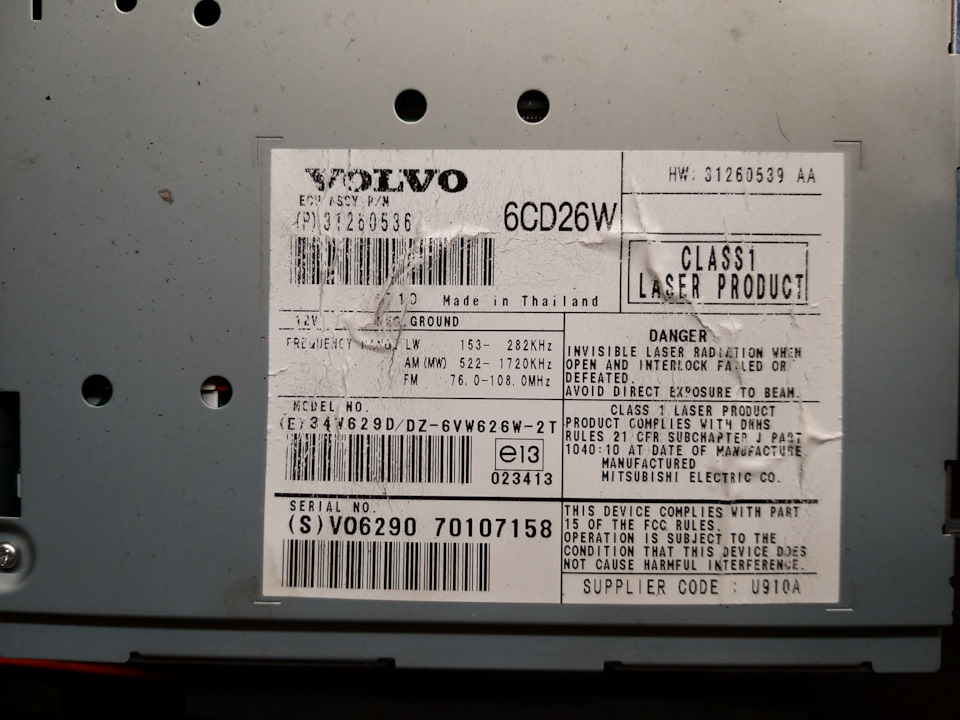 VOLVO
ECU ASSY P/N
(P) 31260536
6CD26W
HW: 31260539 AA
CLASS1
LASER PRODUCT
Made in Thailand
12V GROUND
FREQUENCY RANGE LW 153- 282KHz
AM (MW) 522- 1720KHz
FM 76.0-108.0MHz
DANGER
INVISIBLE LASER RADIATION WHEN
OPEN AND INTERLOCK FAILED OR
DEFEATED.
AVOID DIRECT EXPOSURE TO BEAM.
MODEL NO.
(E) 34W629D/DZ-6VW626W-2T
e13
023413
CLASS 1 LASER PRODUCT
PRODUCT COMPLIES WITH DHHS
RULES 21 CFR SUBCHAPTER J PART
1040:10 AT DATE OF MANUFACTURE.
MANUFACTURED
MITSUBISHI ELECTRIC CO.
SERIAL NO.
(S) VO6290 70107158
THIS DEVICE COMPLIES WITH PART
15 OF THE FCC RULES.
OPERATION IS SUBJECT TO THE
CONDITION THAT THIS DEVICE DOES
NOT CAUSE HARMFUL INTERFERENCE.
SUPPLIER CODE : U910A